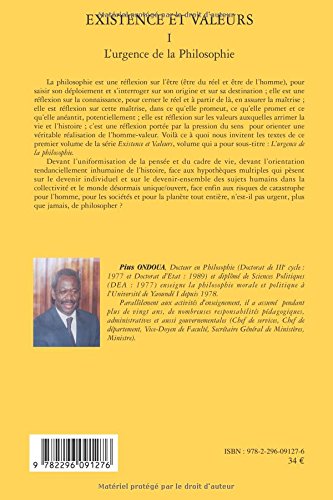 Matériel protégé par le droit d'auteur
EXISTENCE ET VALEURS
I
L'urgence de la Philosophie
La philosophie est une réflexion sur l'être (être du réel et être de l'homme), pour
saisir son déploiement et s'interroger sur son origine et sur sa destination ; elle est une
réflexion sur la connaissance, pour cerner le réel et à partir de là, en assurer la maîtrise ; elle
est réflexion sur cette maîtrise, dans ce qu'elle promeut, ce qu'elle promet et ce
qu'elle anéantit, potentiellement ; elle est réflexion sur les valeurs auxquelles arrimer la
vie et histoire ; c'est une réflexion portée par la pression du sens pour orienter une
véritable réalisation de l'homme-valeur. Voilà ce à quoi nous invitent les textes de ce
premier volume de la série Existence et Valeurs, volume qui a pour sous-titre : L'urgence de
la philosophie.
Devant l'uniformisation de la pensée et du cadre de vie, devant l'orientation
tendanciellement inhumaine de l'histoire, face aux hypothèques multiples qui pèsent
sur le devenir individuel et sur le devenir-ensemble des sujets humains dans la
collectivité et le monde désormais unique/ouvert, face enfin aux risques de catastrophe
pour l'homme, pour les sociétés et pour la planète tout entière, n'est-il pas urgent, plus
que jamais, de philosopher ?
Pius ONDOUA, Docteur en Philosophie (Doctorat de IIIe cycle :
1977 et Doctorat d'Etat : 1989) et diplômé de Sciences Politiques
(DEA : 1977) enseigne la philosophie morale et politique à
l'Université de Yaoundé I depuis 1978.
Parallèlement aux activités d'enseignement, il a assumé pendant
plus de vingt ans, de nombreuses responsabilités pédagogiques,
administratives et aussi gouvernementales (Chef de services, Chef de
département, Vice-Doyen de Faculté, Secrétaire Général de Ministères,
Ministre).
ISBN : 978-2-296-09127-6
34 €
9 782296 091276
Matériel protégé par le droit d'auteur